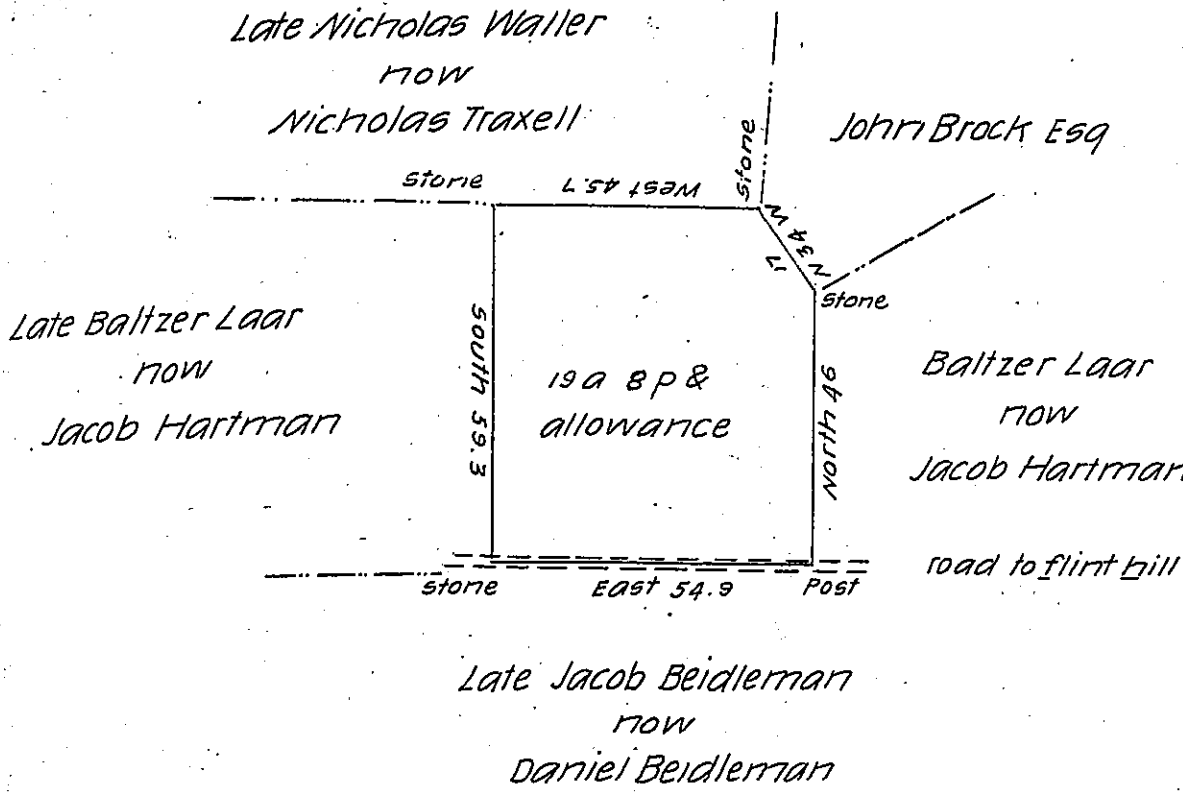 Late Nicholas Waller
now
Nicholas Traxell
John Brock Esq
stone
West 45.7
stone
N34 W
17
stone
Late Baltzer Laar
now
Jacob Hartman
South 59.3
19a 8p &
allowance
North 45
Baltzer Laar
now
Jacob Hartman
road to flint hill
stone
East 54.9
Post
Late Jacob Beidleman
now
Daniel Beidleman